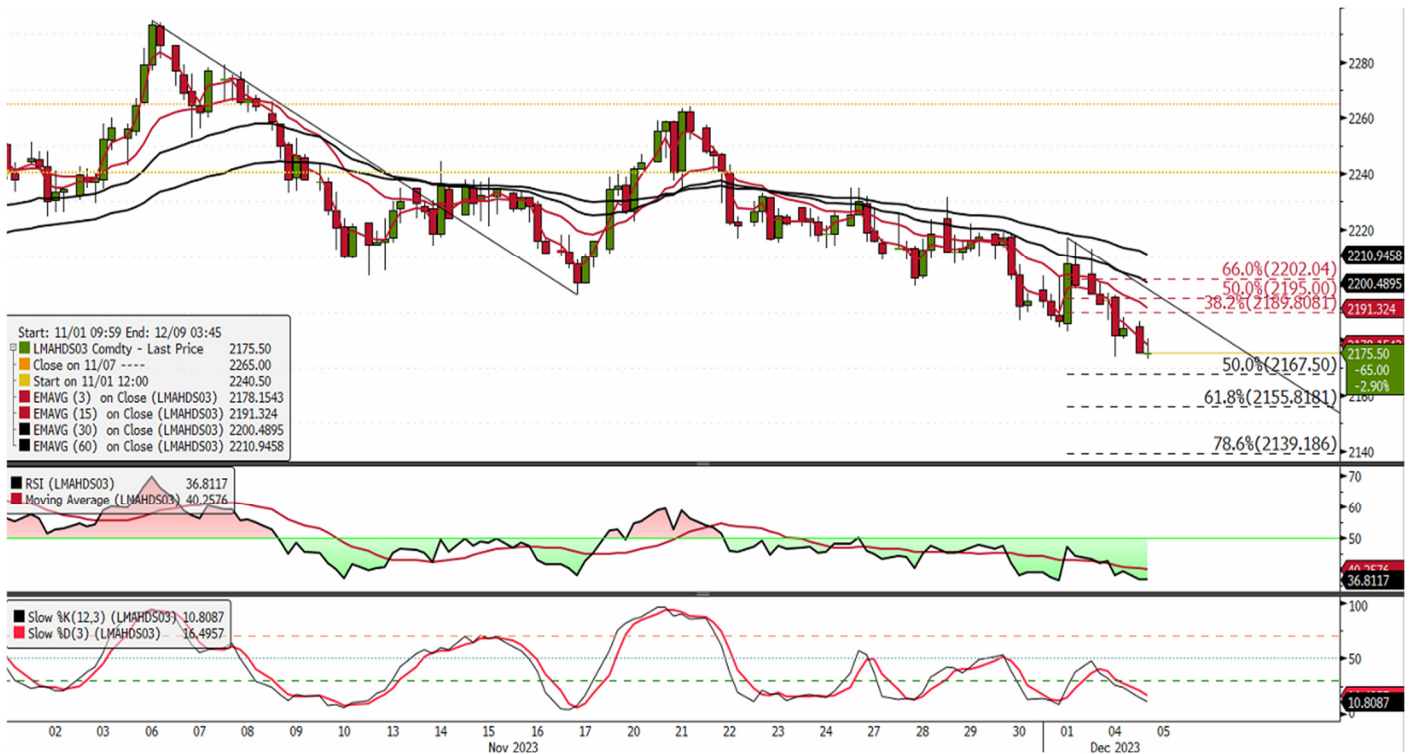 2280
2260
2240
2220
2210.9458
66.0%(2202.04)
2200.4895
50.0%(2195.00)
38.2%(2189.8081)
2191.324
2175.50
-65.00
-2.90%
50.0%(2167.50)
2160
61.8%(2155.8181)
78.6%(2139.186)
2140
Start: 11/01 09:59 End: 12/09 03:45
LMAHDS03 Comdty - Last Price 2175.50
Close on 11/07 ---- 2265.00
Start on 11/01 12:00 2240.50
EMAVG (3) on Close (LMAHDS03) 2178.1543
EMAVG (15) on Close (LMAHDS03) 2191.324
EMAVG (30) on Close (LMAHDS03) 2200.4895
EMAVG (60) on Close (LMAHDS03) 2210.9458
RSI (LMAHDS03) 36.8117
Moving Average (LMAHDS03) 40.2576
70
60
50
40.2576
36.8117
Slow %K(12,3) (LMAHDS03) 10.8087
Slow %D(3) (LMAHDS03) 16.4957
100
50
10.8087
0
02 03 06 07 08 09 10 13 14 15 16 17 20 21 22 23 24 27 28 29 30 01 04 05
Nov 2023 Dec 2023